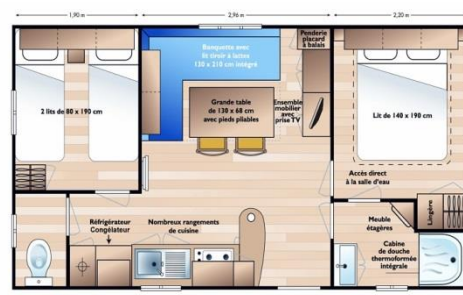 1,90 m
2,96 m
2,20 m
Banquette avec
lit tiroir à lattes
130 x 210 cm intégré
Penderie
placard
à balais
2 lits de 80 x 190 cm
Grande table
de 138 x 68 cm
avec pieds pliables
Ensemble
mobilier
avec
prise TV
Lit de 140 x 190 cm
Accès direct
à la salle d'eau
Réfrigérateur
Congélateur
Nombreux rangements
de cuisine
Meuble
étagères
Lingère
Cabine
de douche
thermoformée
intégrale